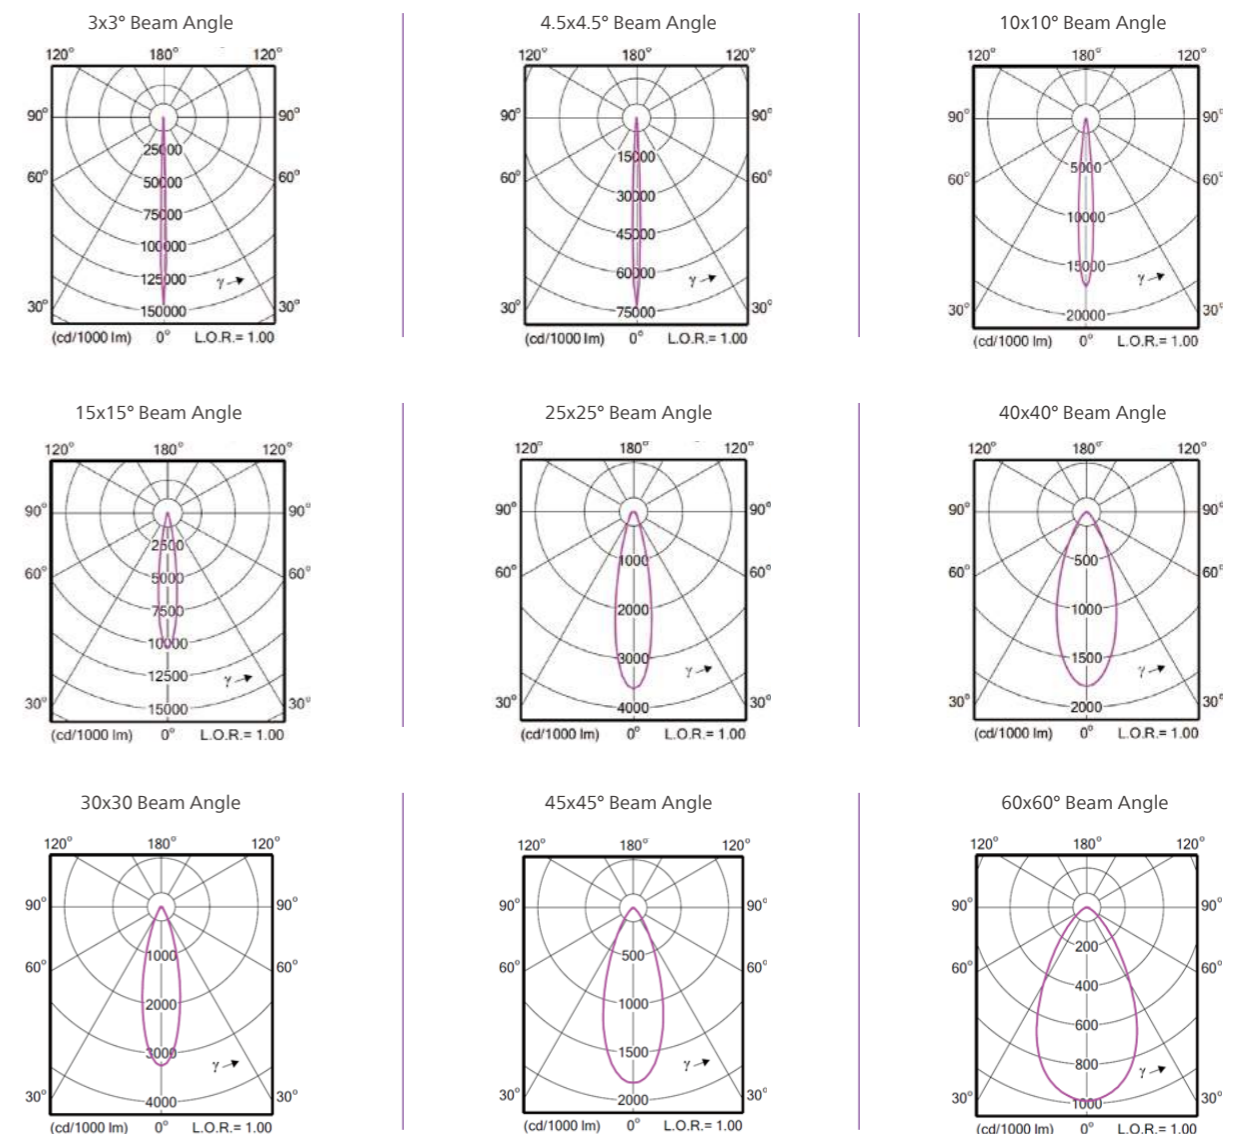 3x3° Beam Angle
120° 180° 120°
90° 90°
25000
60° 50000 60°
75000
100000
125000 γ
30° 150000 30°
(cd/1000 lm) 0° L.O.R.= 1.00
4.5x4.5° Beam Angle
120° 180° 120°
90° 90°
15000
60° 30000 60°
45000
60000 γ
30° 75000 30°
(cd/1000 lm) 0° L.O.R.= 1.00
10x10° Beam Angle
120° 180° 120°
90° 90°
5000
60° 60°
10000
15000 γ
30° 20000 30°
(cd/1000 lm) 0° L.O.R.= 1.00
15x15° Beam Angle
120° 180° 120°
90° 90°
2500
60° 5000 60°
7500
10000
12500 γ
30° 15000 30°
(cd/1000 lm) 0° L.O.R.= 1.00
25x25° Beam Angle
120° 180° 120°
90° 90°
1000
60° 60°
2000
3000 γ
30° 4000 30°
(cd/1000 lm) 0° L.O.R.= 1.00
40x40° Beam Angle
120° 180° 120°
90° 90°
500
60° 60°
1000
1500 γ
30° 2000 30°
(cd/1000 lm) 0° L.O.R.= 1.00
30x30 Beam Angle
120° 180° 120°
90° 90°
1000
60° 60°
2000
3000 γ
30° 4000 30°
(cd/1000 lm) 0° L.O.R.= 1.00
45x45° Beam Angle
120° 180° 120°
90° 90°
500
60° 60°
1000
1500 γ
30° 2000 30°
(cd/1000 lm) 0° L.O.R.= 1.00
60x60° Beam Angle
120° 180° 120°
90° 90°
200
60° 400 60°
600
800 γ
30° 1000 30°
(cd/1000 lm) 0° L.O.R.= 1.00